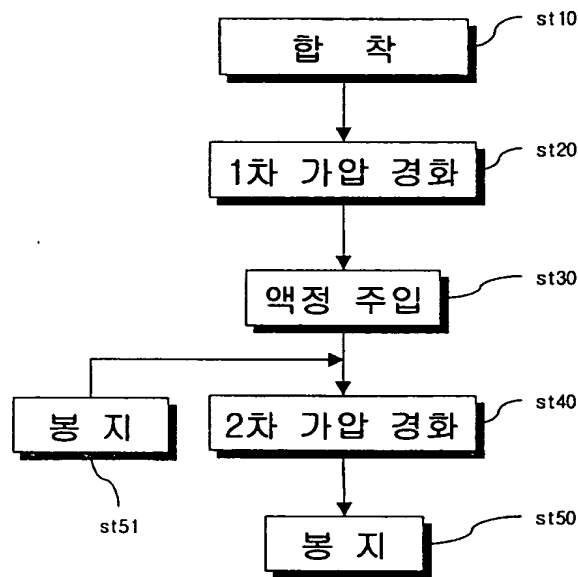 합 착
st10
1차 가압 경화
st20
액정 주입
st30
봉 지
st51
2차 가압 경화
st40
봉 지
st50